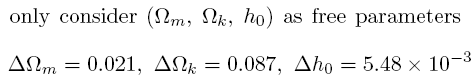 only consider (Ωₘ, Ωₖ, h₀) as free parameters
ΔΩₘ = 0.021, ΔΩₖ = 0.087, Δh₀ = 5.48 × 10⁻³